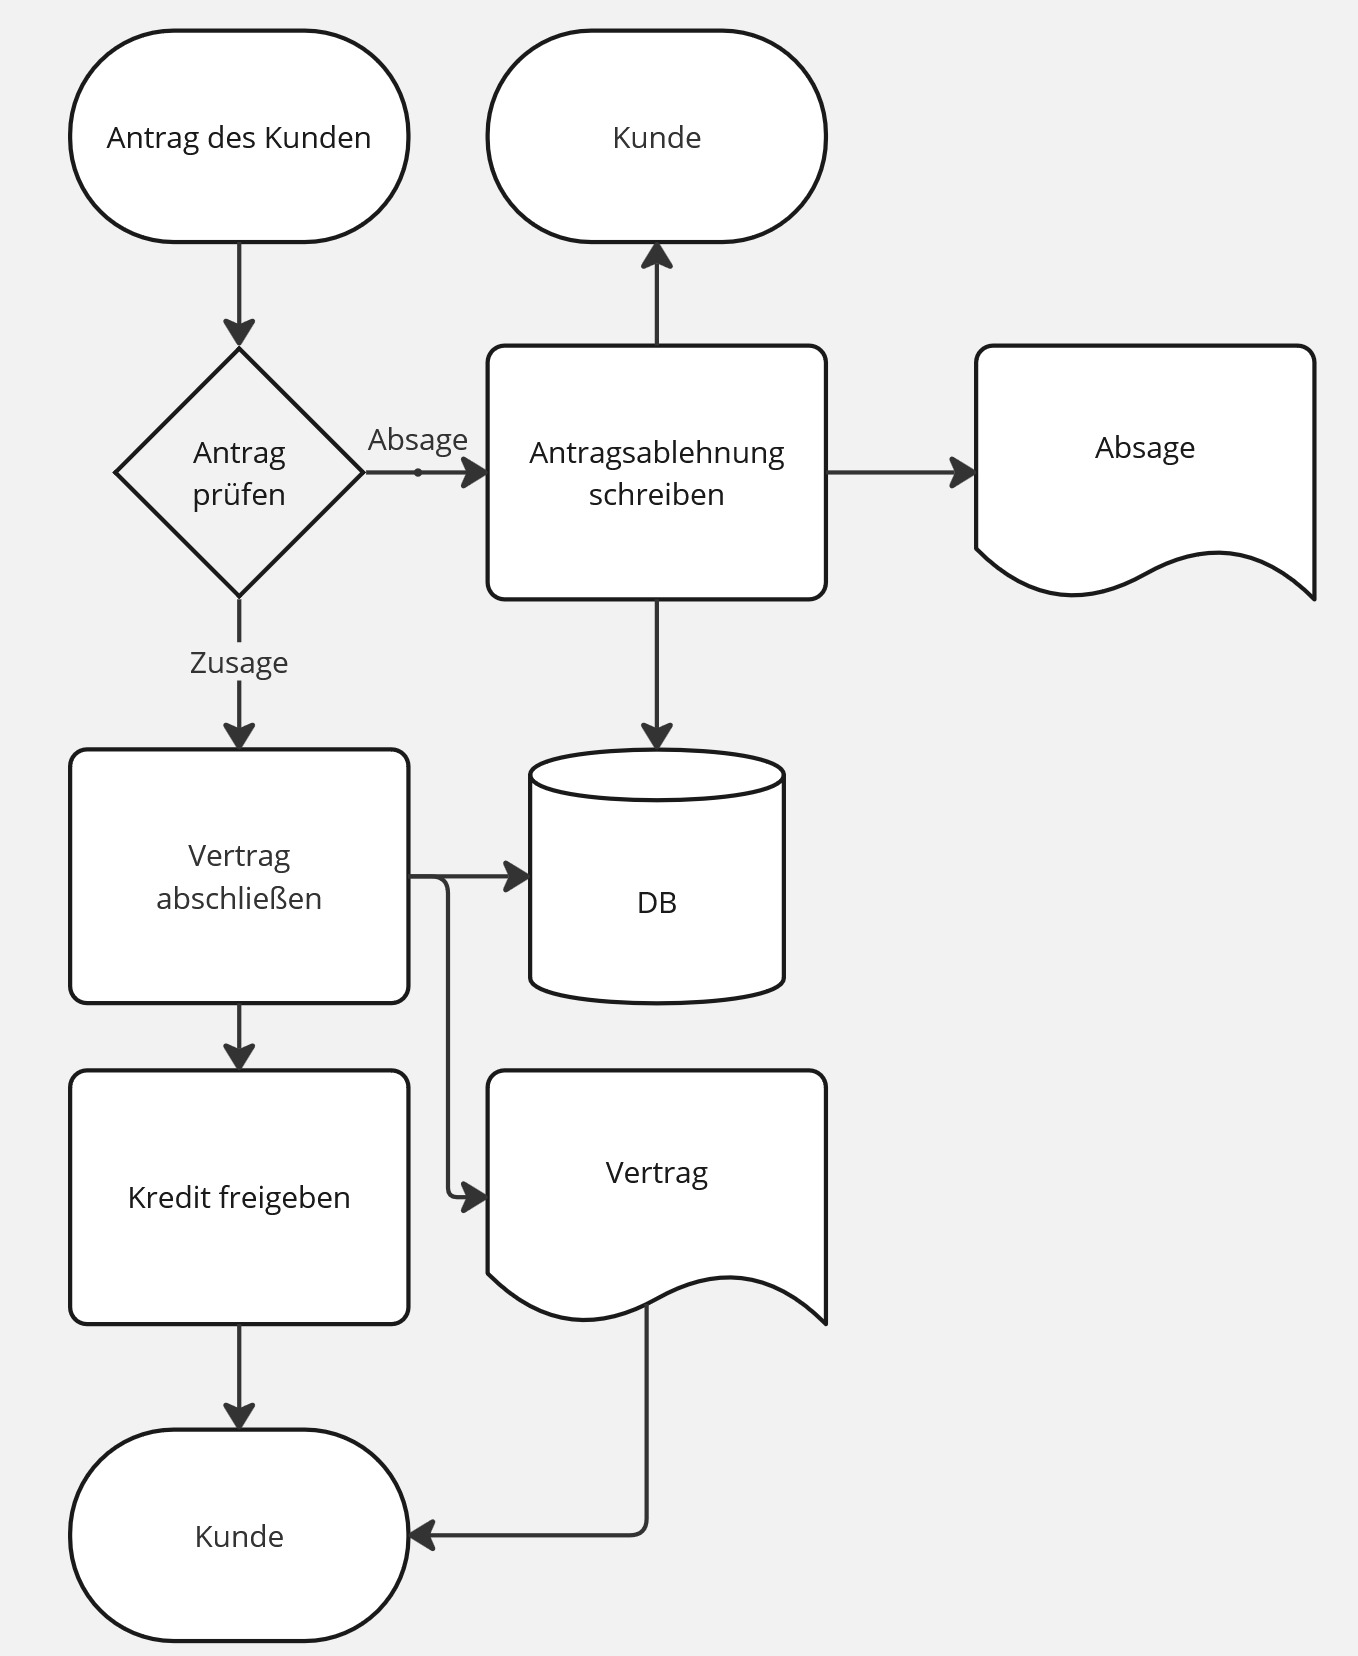 Antrag des Kunden
Kunde
Antrag
prüfen
Absage
Antragsablehnung
schreiben
Absage
Zusage
Vertrag
abschließen
DB
Kredit freigeben
Vertrag
Kunde